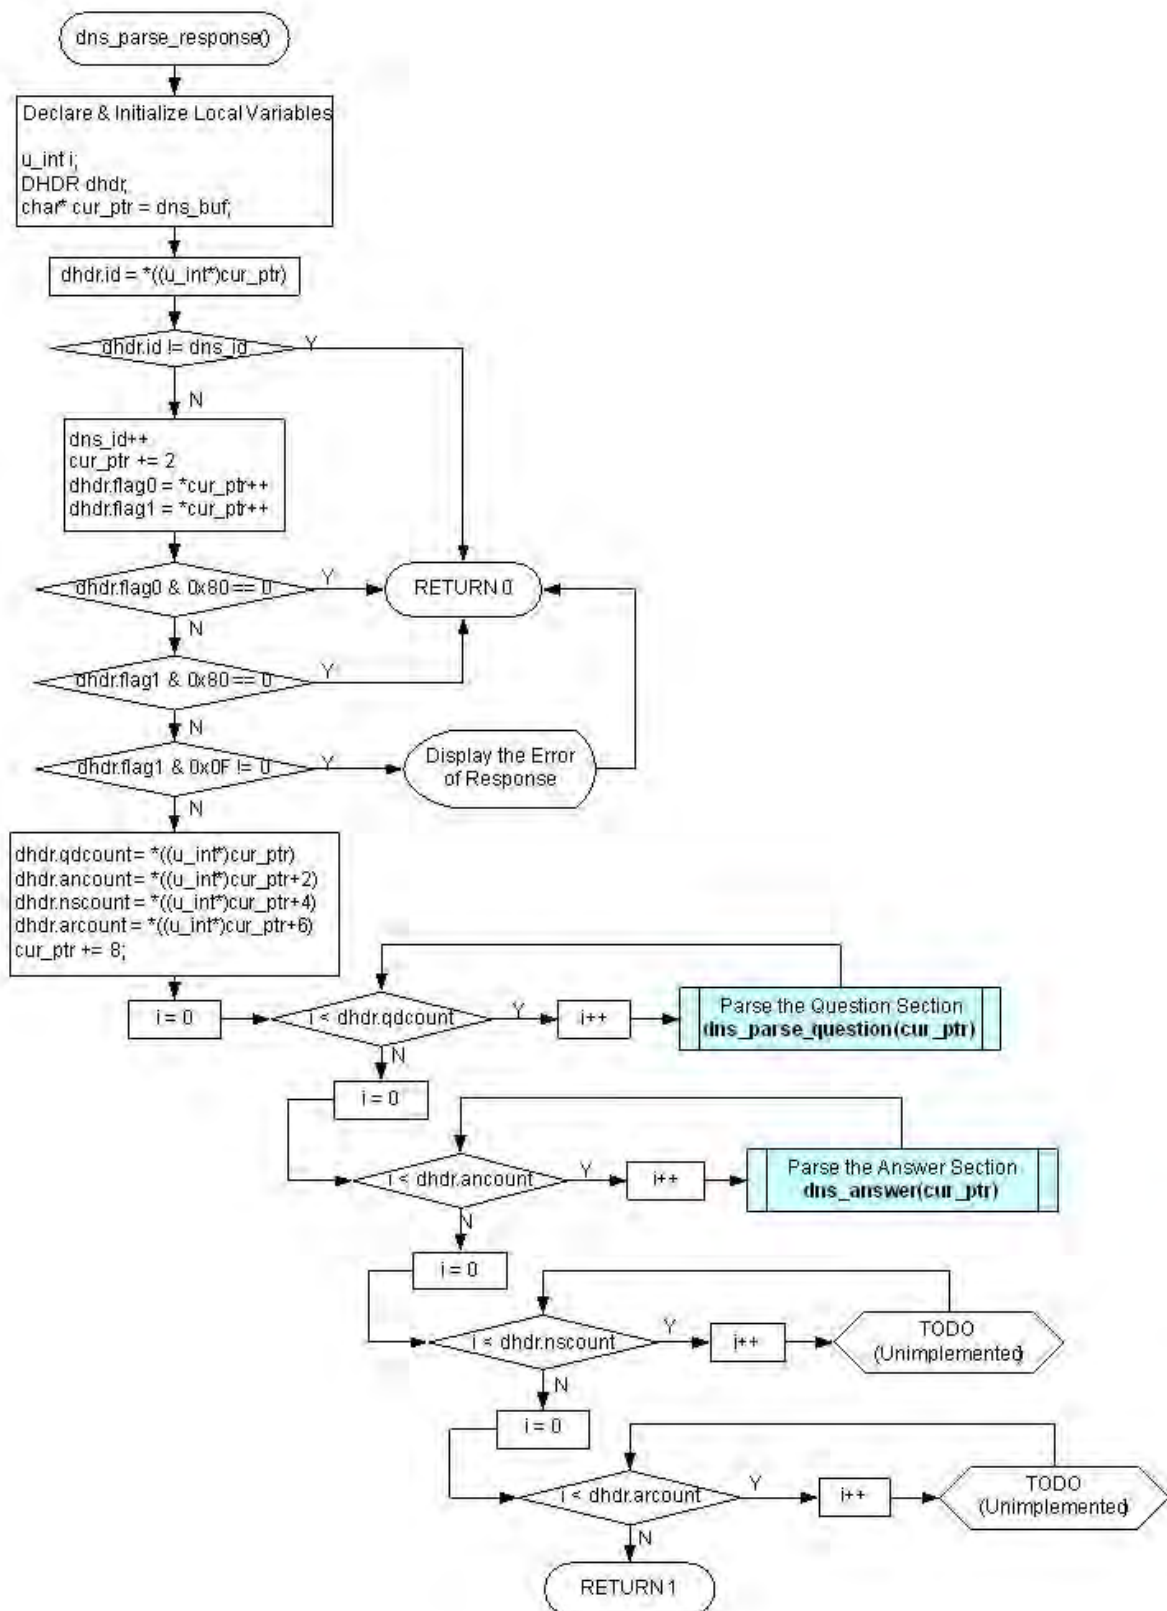 dns_parse_response()
Declare & Initialize Local Variables
u_int i;
DHDR dhdr;
char* cur_ptr = dns_buf;
dhdr.id = *((u_int*)cur_ptr)
dhdr.id != dns_id
Y
N
dns_id++
cur_ptr += 2
dhdr.flag0 = *cur_ptr++
dhdr.flag1 = *cur_ptr++
dhdr.flag0 & 0x80 == 0
Y
RETURN 0
N
dhdr.flag1 & 0x80 == 0
Y
N
dhdr.flag1 & 0x0F != 0
Y
Display the Error
of Response
N
dhdr.qdcount = *((u_int*)cur_ptr)
dhdr.ancount = *((u_int*)cur_ptr+2)
dhdr.nscount = *((u_int*)cur_ptr+4)
dhdr.arcount = *((u_int*)cur_ptr+6)
cur_ptr += 8;
i = 0
i < dhdr.qdcount
Y
i++
Parse the Question Section
dns_parse_question(cur_ptr)
N
i = 0
i < dhdr.ancount
Y
i++
Parse the Answer Section
dns_answer(cur_ptr)
N
i = 0
i < dhdr.nscount
Y
i++
TODO
(Unimplemented)
N
i = 0
i < dhdr.arcount
Y
i++
TODO
(Unimplemented)
N
RETURN 1